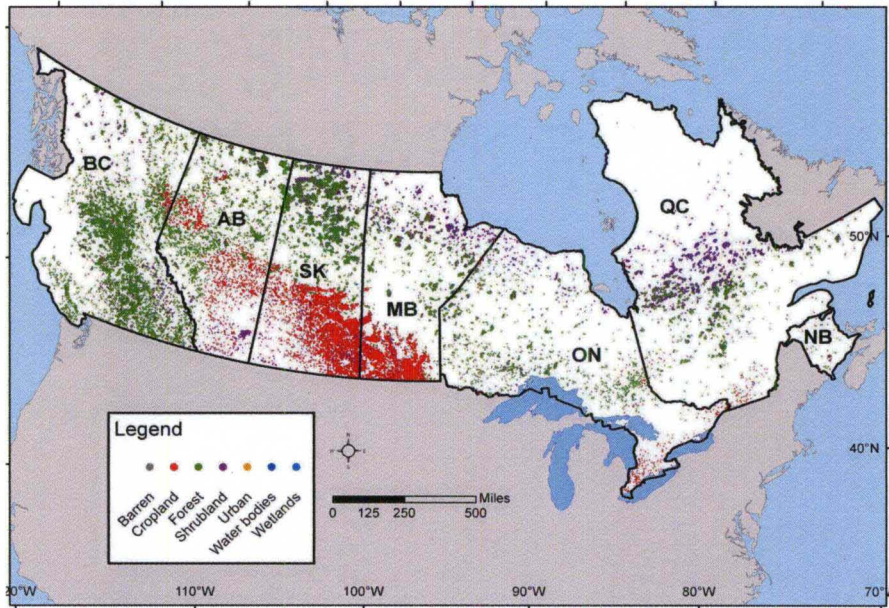 BC
AB
SK
MB
ON
QC
NB
50°N
40°N
Legend
Barren
Cropland
Forest
Shrubland
Urban
Water bodies
Wetlands
N
W E
S
Miles
0 125 250 500
20°W 110°W 100°W 90°W 80°W 70°